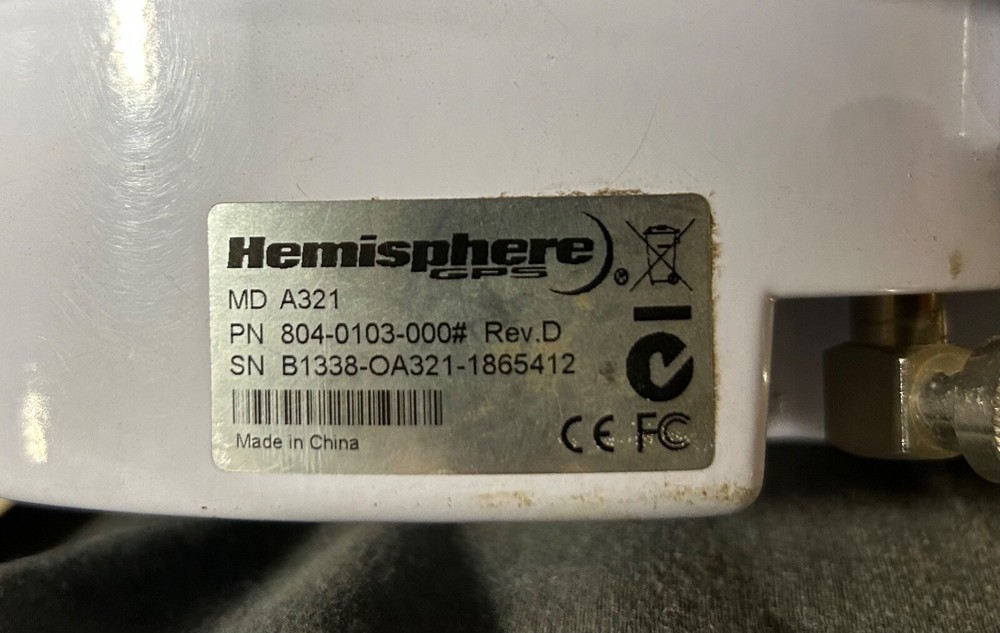 Hemisphere
GPS
®
MD A321
PN 804-0103-000# Rev.D
SN B1338-OA321-1865412
Made in China
CE FC